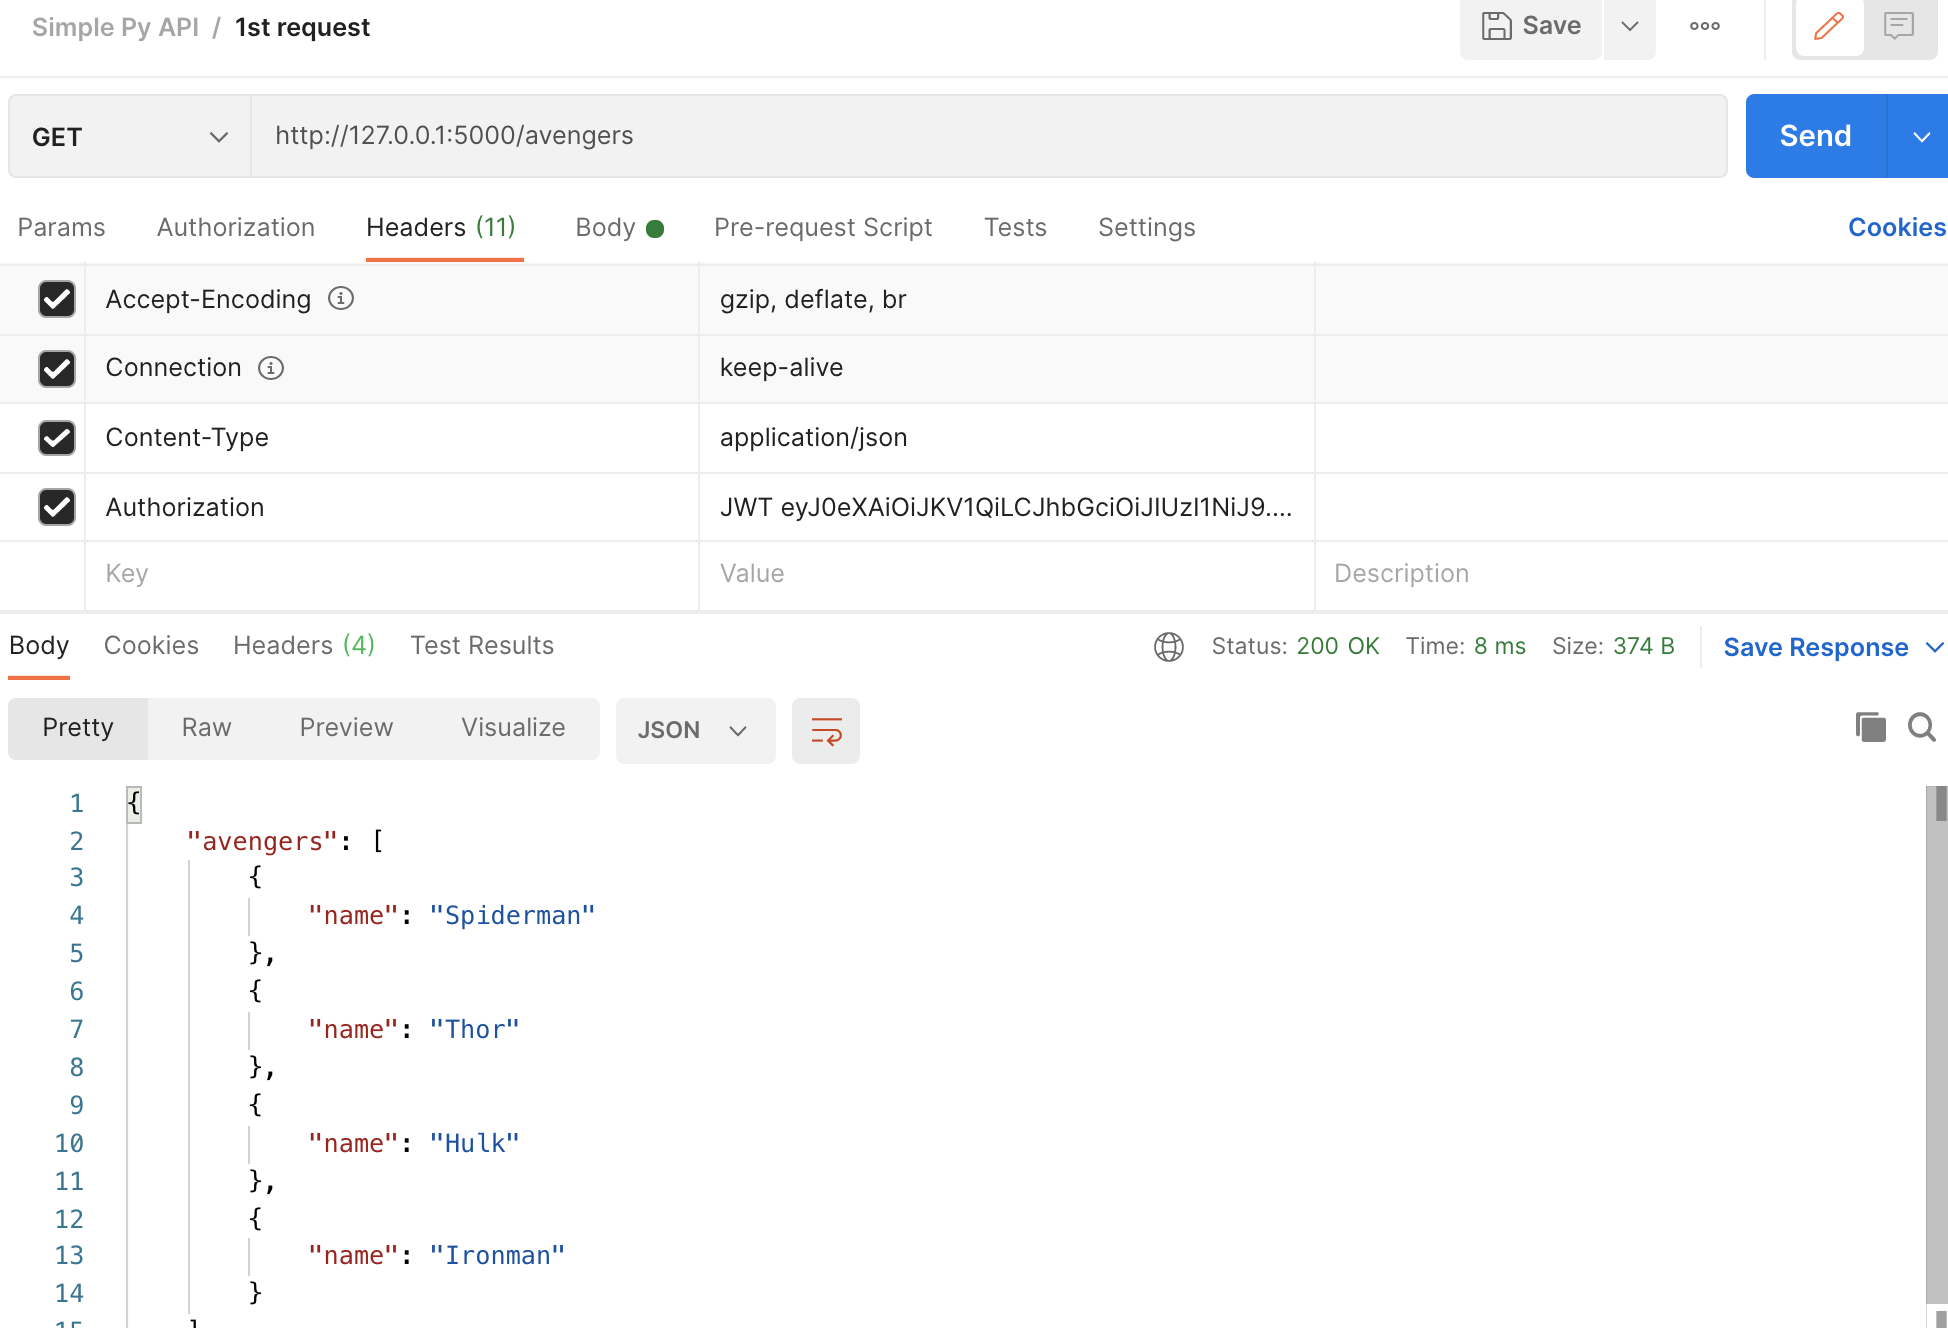 Simple Py API / 1st request
Save
GET http://127.0.0.1:5000/avengers Send
Params Authorization Headers (11) Body Pre-request Script Tests Settings Cookies
Accept-Encoding gzip, deflate, br
Connection keep-alive
Content-Type application/json
Authorization JWT eyJ0eXAiOiJKV1QiLCJhbGciOiJIUzI1NiJ9....
Key Value Description
Body Cookies Headers (4) Test Results Status: 200 OK Time: 8 ms Size: 374 B Save Response
Pretty Raw Preview Visualize JSON
1 {
2 "avengers": [
3 {
4 "name": "Spiderman"
5 },
6 {
7 "name": "Thor"
8 },
9 {
10 "name": "Hulk"
11 },
12 {
13 "name": "Ironman"
14 }
15 ]